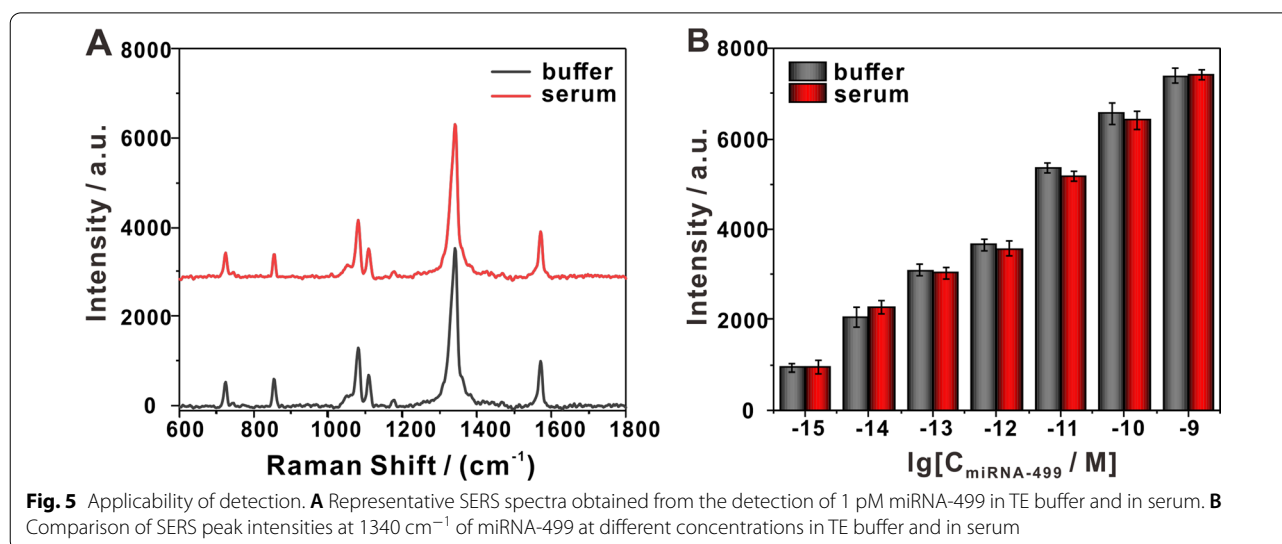 A
8000
6000
4000
2000
0
Intensity / a.u.
buffer
serum
600 800 1000 1200 1400 1600 1800
Raman Shift / (cm⁻¹)
B
8000
6000
4000
2000
0
Intensity / a.u.
buffer
serum
-15 -14 -13 -12 -11 -10 -9
lg[C_miRNA-499 / M]
Fig. 5 Applicability of detection. A Representative SERS spectra obtained from the detection of 1 pM miRNA-499 in TE buffer and in serum. B
Comparison of SERS peak intensities at 1340 cm⁻¹ of miRNA-499 at different concentrations in TE buffer and in serum